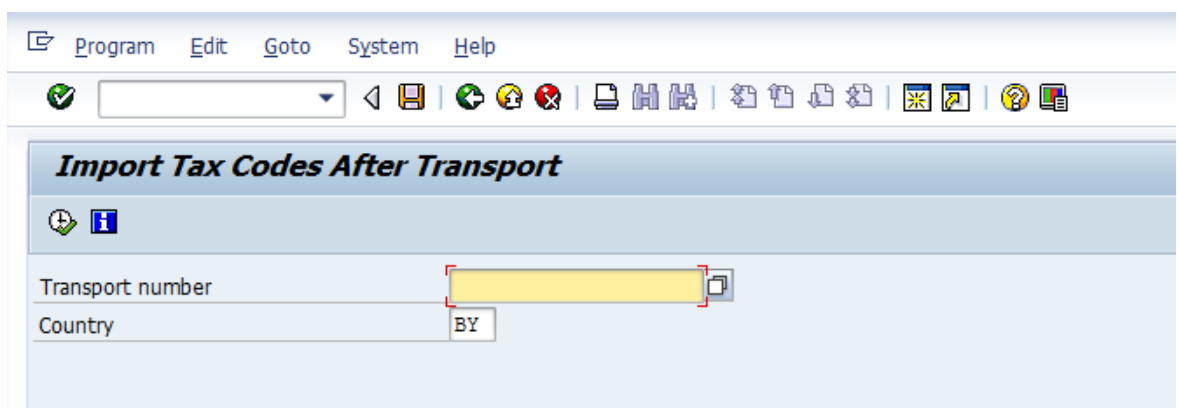 Program Edit Goto System Help
Import Tax Codes After Transport
Transport number
Country BY